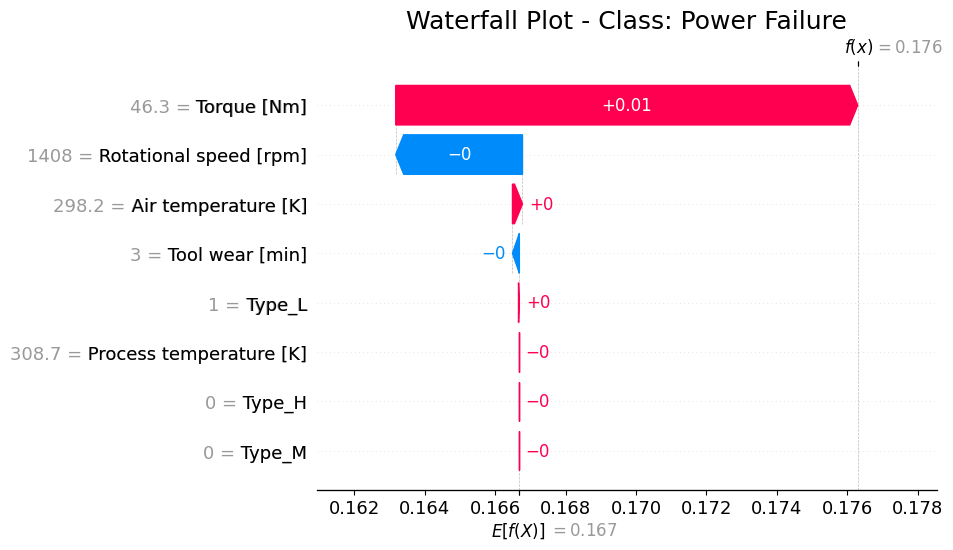 Waterfall Plot - Class: Power Failure
f(x) = 0.176
46.3 = Torque [Nm] +0.01
1408 = Rotational speed [rpm] −0
298.2 = Air temperature [K] +0
3 = Tool wear [min] −0
1 = Type_L +0
308.7 = Process temperature [K] −0
0 = Type_H −0
0 = Type_M −0
0.162 0.164 0.166 0.168 0.170 0.172 0.174 0.176 0.178
E[f(X)] = 0.167